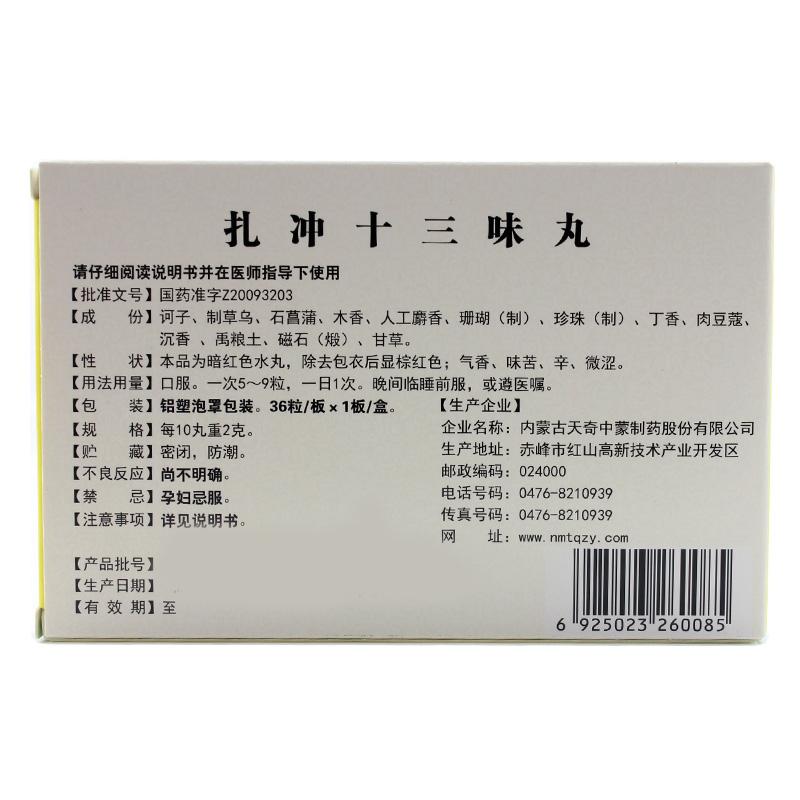 扎冲十三味丸
请仔细阅读说明书并在医师指导下使用
【批准文号】国药准字Z20093203
【成　份】诃子、制草乌、石菖蒲、木香、人工麝香、珊瑚（制）、珍珠（制）、丁香、肉豆蔻、
沉香 、禹粮土、磁石（煅）、甘草。
【性　状】本品为暗红色水丸，除去包衣后显棕红色；气香、味苦、辛、微涩。
【用法用量】口服。一次5～9粒，一日1次。晚间临睡前服，或遵医嘱。
【包　装】铝塑泡罩包装。36粒/板×1板/盒。
【规　格】每10丸重2克。
【贮　藏】密闭，防潮。
【不良反应】尚不明确。
【禁　忌】孕妇忌服。
【注意事项】详见说明书。
【生产企业】
企业名称：内蒙古天奇中蒙制药股份有限公司
生产地址：赤峰市红山高新技术产业开发区
邮政编码：024000
电话号码：0476-8210939
传真号码：0476-8210939
网　址：www.nmtqzy.com
【产品批号】
【生产日期】
【有 效 期】至
6 925023 260085